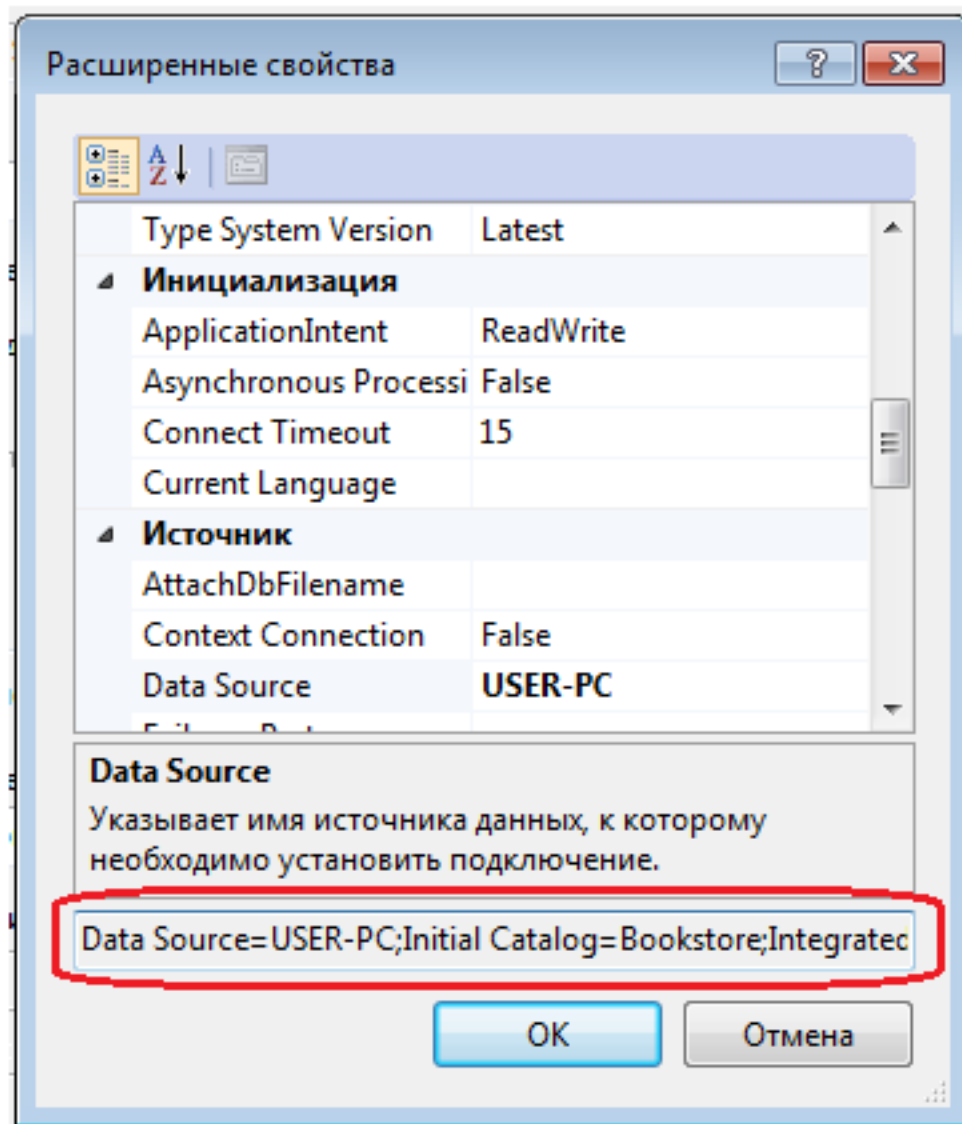 Расширенные свойства
Type System Version Latest
Инициализация
ApplicationIntent ReadWrite
Asynchronous Processi False
Connect Timeout 15
Current Language
Источник
AttachDbFilename
Context Connection False
Data Source USER-PC
Data Source
Указывает имя источника данных, к которому
необходимо установить подключение.
Data Source=USER-PC;Initial Catalog=Bookstore;Integrated
OK Отмена